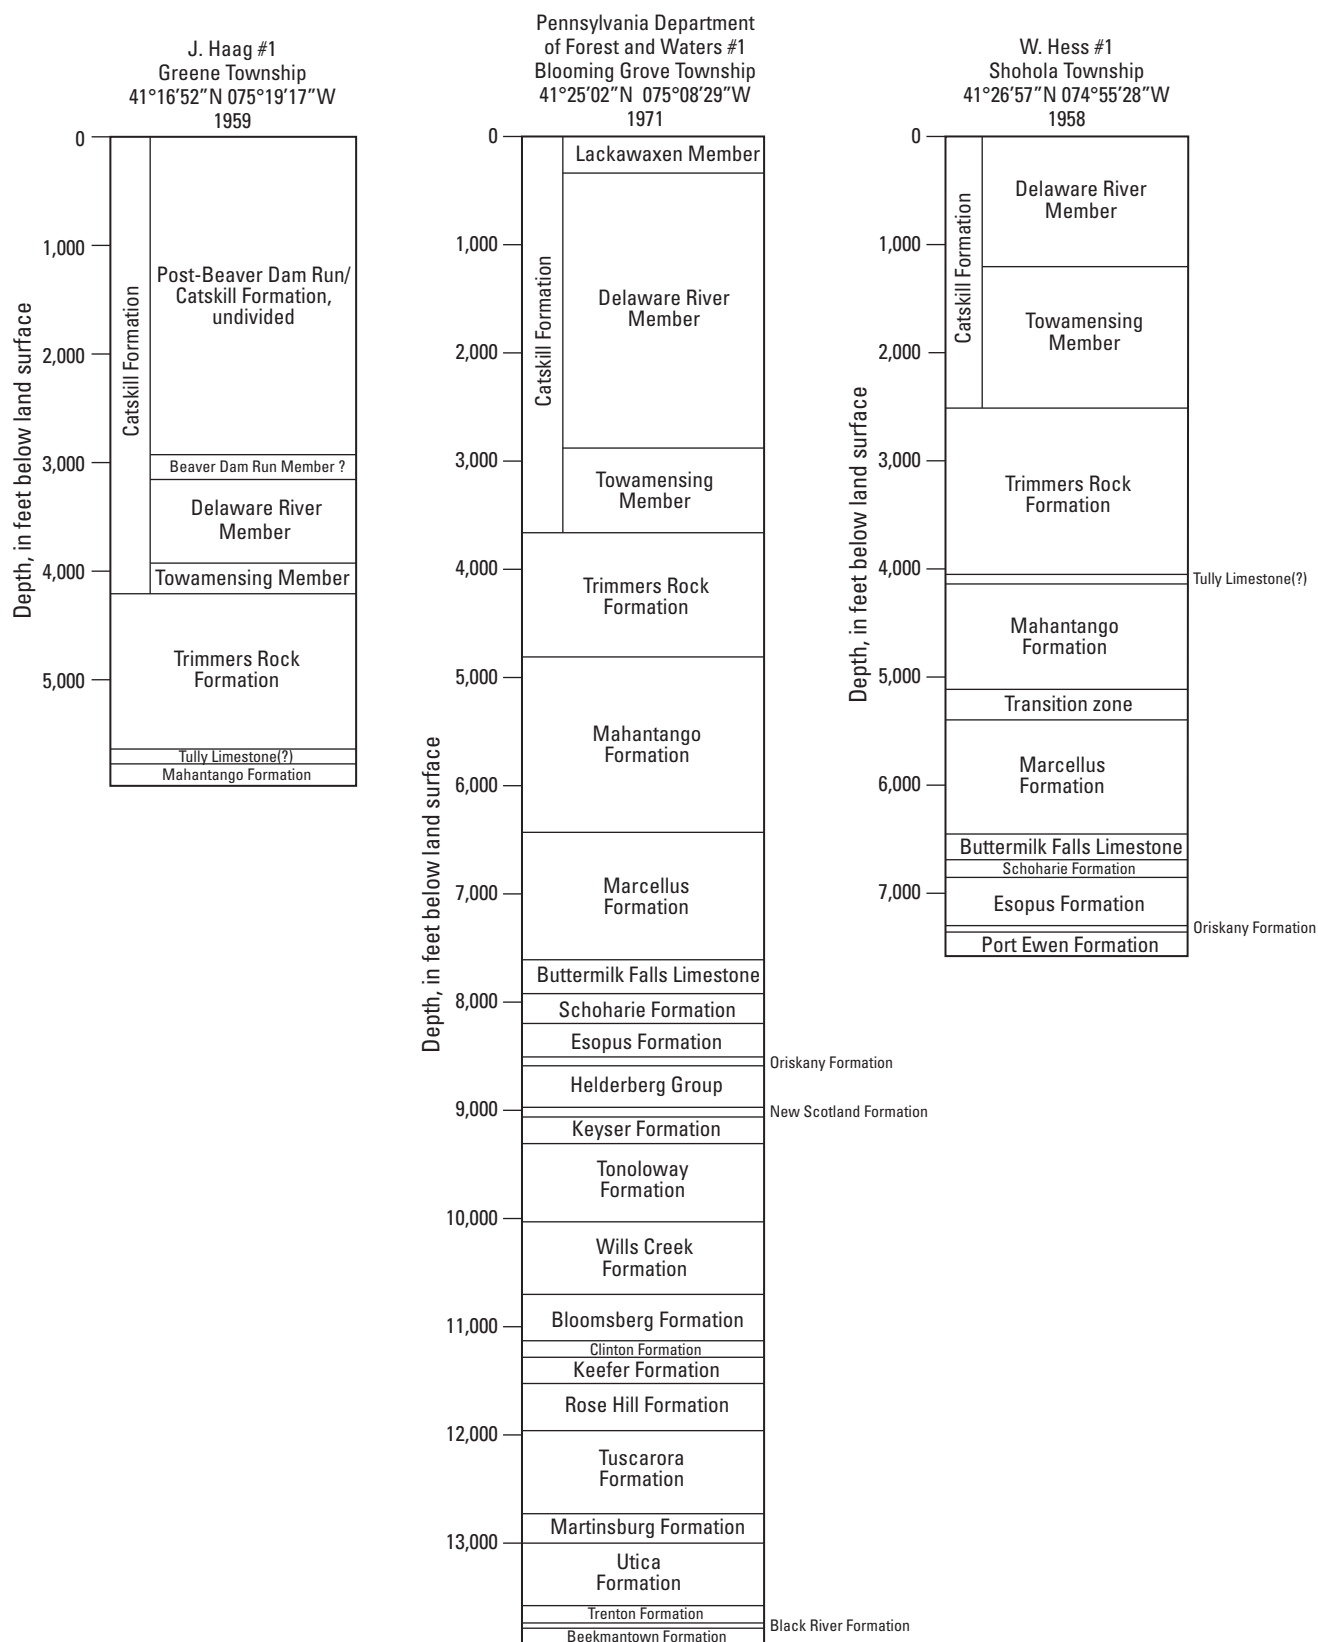 J. Haag #1
Greene Township
41°16′52″N 075°19′17″W
1959
Depth, in feet below land surface
0
1,000
2,000
3,000
4,000
5,000
Catskill Formation
Post-Beaver Dam Run/
Catskill Formation,
undivided
Beaver Dam Run Member ?
Delaware River
Member
Towamensing Member
Trimmers Rock
Formation
Tully Limestone(?)
Mahantango Formation
Pennsylvania Department
of Forest and Waters #1
Blooming Grove Township
41°25′02″N 075°08′29″W
1971
Depth, in feet below land surface
0
1,000
2,000
3,000
4,000
5,000
6,000
7,000
8,000
9,000
10,000
11,000
12,000
13,000
Catskill Formation
Lackawaxen Member
Delaware River
Member
Towamensing
Member
Trimmers Rock
Formation
Mahantango
Formation
Marcellus
Formation
Buttermilk Falls Limestone
Schoharie Formation
Esopus Formation
Oriskany Formation
Helderberg Group
New Scotland Formation
Keyser Formation
Tonoloway
Formation
Wills Creek
Formation
Bloomsberg Formation
Clinton Formation
Keefer Formation
Rose Hill Formation
Tuscarora
Formation
Martinsburg Formation
Utica
Formation
Trenton Formation
Black River Formation
Beekmantown Formation
W. Hess #1
Shohola Township
41°26′57″N 074°55′28″W
1958
Depth, in feet below land surface
0
1,000
2,000
3,000
4,000
5,000
6,000
7,000
Catskill Formation
Delaware River
Member
Towamensing
Member
Trimmers Rock
Formation
Tully Limestone(?)
Mahantango
Formation
Transition zone
Marcellus
Formation
Buttermilk Falls Limestone
Schoharie Formation
Esopus Formation
Oriskany Formation
Port Ewen Formation